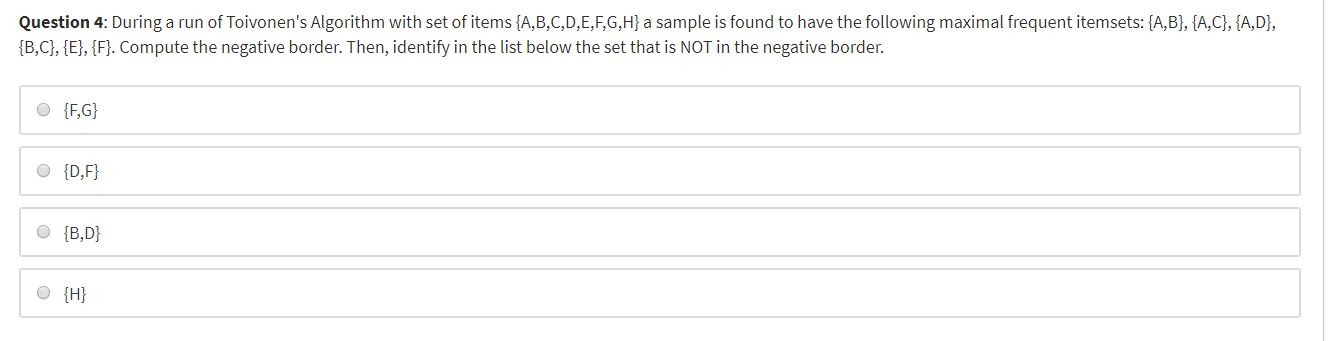 Question 4: During a run of Toivonen's Algorithm with set of items {A,B,C,D,E,F,G,H} a sample is found to have the following maximal frequent itemsets: {A,B}, {A,C}, {A,D},
{B,C}, {E}, {F}. Compute the negative border. Then, identify in the list below the set that is NOT in the negative border.
{F,G}
{D,F}
{B,D}
{H}